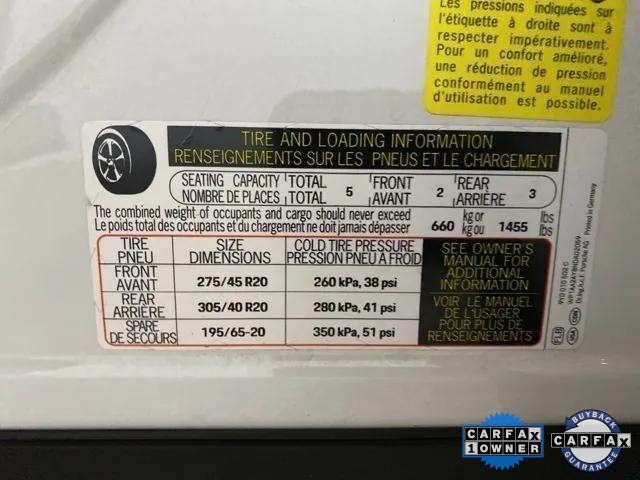 Les pressions indiquées sur
l'étiquette à droite sont à
respecter impérativement.
Pour un confort amélioré,
une réduction de pression
conformément au manuel
d'utilisation est possible.
TIRE AND LOADING INFORMATION
RENSEIGNEMENTS SUR LES PNEUS ET LE CHARGEMENT
SEATING CAPACITY TOTAL 5 FRONT 2 REAR 3
NOMBRE DE PLACES TOTAL AVANT ARRIÈRE
The combined weight of occupants and cargo should never exceed 660 kg or 1455 lbs
Le poids total des occupants et du chargement ne doit jamais dépasser kg ou lbs
TIRE SIZE COLD TIRE PRESSURE
PNEU DIMENSIONS PRESSION PNEU A FROID
FRONT
AVANT 275/45 R20 260 kPa, 38 psi
REAR
ARRIÈRE 305/40 R20 280 kPa, 41 psi
SPARE
DE SECOURS 195/65-20 350 kPa, 51 psi
SEE OWNER'S
MANUAL FOR
ADDITIONAL
INFORMATION
VOIR LE MANUEL
DE L'USAGER
POUR PLUS DE
RENSEIGNEMENTS
Printed in Germany
FLB
USA CDN
CARFAX
1 OWNER
BUYBACK
CARFAX
GUARANTEE